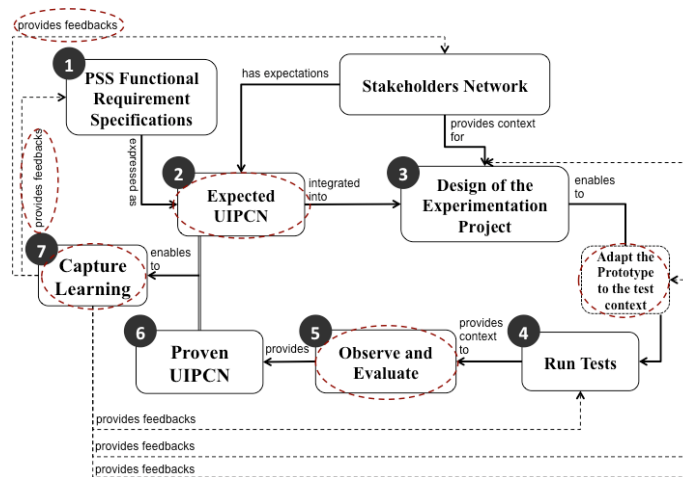 provides feedbacks
1
PSS Functional
Requirement
Specifications
has expectations
Stakeholders Network
provides context
for
expressed as
provides feedbacks
2
Expected
UIPCN
integrated
into
3
Design of the
Experimentation
Project
enables
to
7
Capture
Learning
enables
to
Adapt the
Prototype
to the test
context
6
Proven
UIPCN
provides
5
Observe and
Evaluate
provides
context
to
4
Run Tests
provides feedbacks
provides feedbacks
provides feedbacks